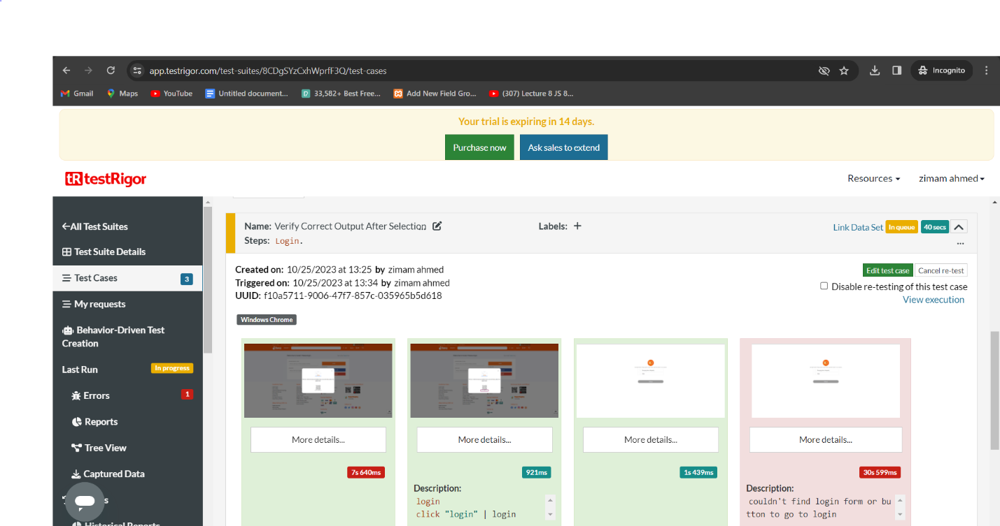 app.testrigor.com/test-suites/8CDgSYzCxhWprfF3Q/test-cases
Incognito
Gmail
Maps
YouTube
Untitled document...
33,582+ Best Free...
Add New Field Gro...
(307) Lecture 8 JS 8...
Your trial is expiring in 14 days.
Purchase now
Ask sales to extend
tR testRigor
Resources
zimam ahmed
All Test Suites
Test Suite Details
Test Cases
3
My requests
Behavior-Driven Test
Creation
Last Run
In progress
Errors
1
Reports
Tree View
Captured Data
Historical Reports
Name: Verify Correct Output After Selection
Labels: +
Link Data Set
In queue
40 secs
Steps: Login.
...
Created on: 10/25/2023 at 13:25 by zimam ahmed
Triggered on: 10/25/2023 at 13:34 by zimam ahmed
UUID: f10a5711-9006-47f7-857c-035965b5d618
Edit test case
Cancel re-test
Disable re-testing of this test case
View execution
Windows Chrome
More details...
More details...
More details...
More details...
7s 640ms
921ms
1s 439ms
30s 599ms
Description:
login
click "login" | login
Description:
couldn't find login form or bu
tton to go to login